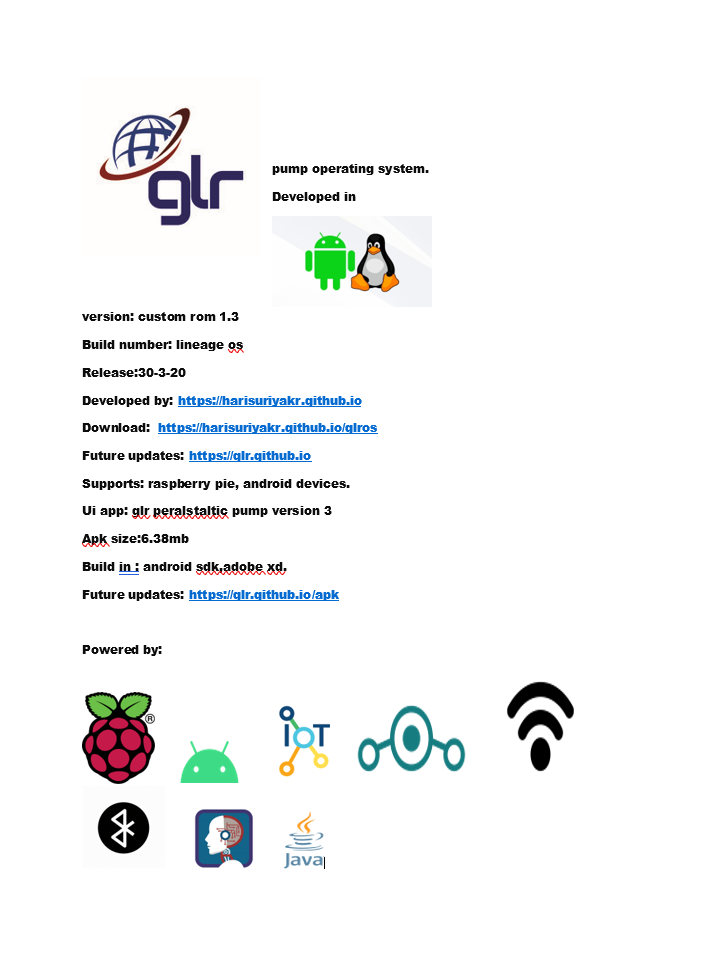 glr
pump operating system.
Developed in
version: custom rom 1.3
Build number: lineage os
Release:30-3-20
Developed by: https://harisuriyakr.github.io
Download:  https://harisuriyakr.github.io/glros
Future updates: https://glr.github.io
Supports: raspberry pie, android devices.
Ui app: glr peralstaltic pump version 3
Apk size:6.38mb
Build in : android sdk,adobe xd.
Future updates: https://glr.github.io/apk
Powered by:
®
IoT
Java